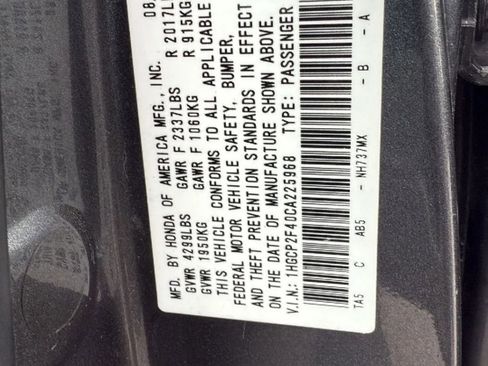 MFD. BY HONDA OF AMERICA MFG., INC. 08
GVWR 4299LBS GAWR F 2337LBS R 2017L
GVWR 1950KG GAWR F 1060KG R 915KG
THIS VEHICLE CONFORMS TO ALL APPLICABLE
FEDERAL MOTOR VEHICLE SAFETY, BUMPER,
AND THEFT PREVENTION STANDARDS IN EFFECT
ON THE DATE OF MANUFACTURE SHOWN ABOVE.
V.I.N.: 1HGCP2F40CA225968 TYPE: PASSENGER
TA5 C AB5 - NH737MX - B - A